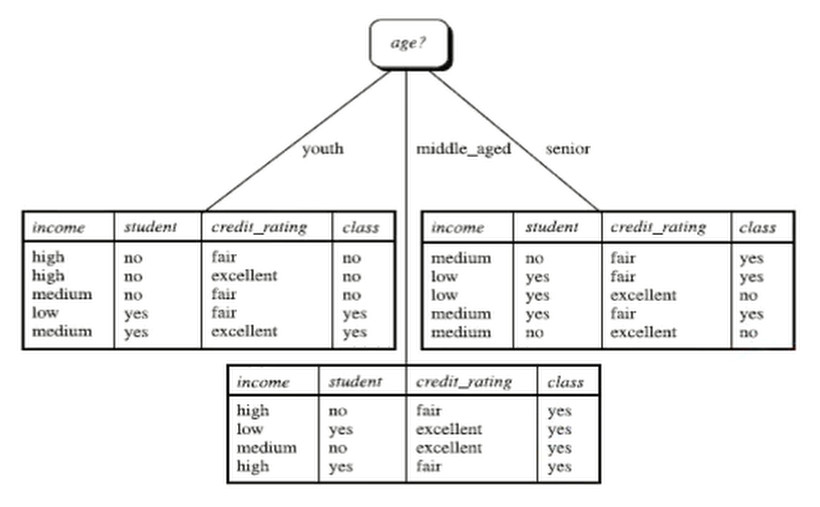 age?
youth middle_aged senior
income student credit_rating class
high no fair no
high no excellent no
medium no fair no
low yes fair yes
medium yes excellent yes
income student credit_rating class
medium no fair yes
low yes fair yes
low yes excellent no
medium yes fair yes
medium no excellent no
income student credit_rating class
high no fair yes
low yes excellent yes
medium no excellent yes
high yes fair yes